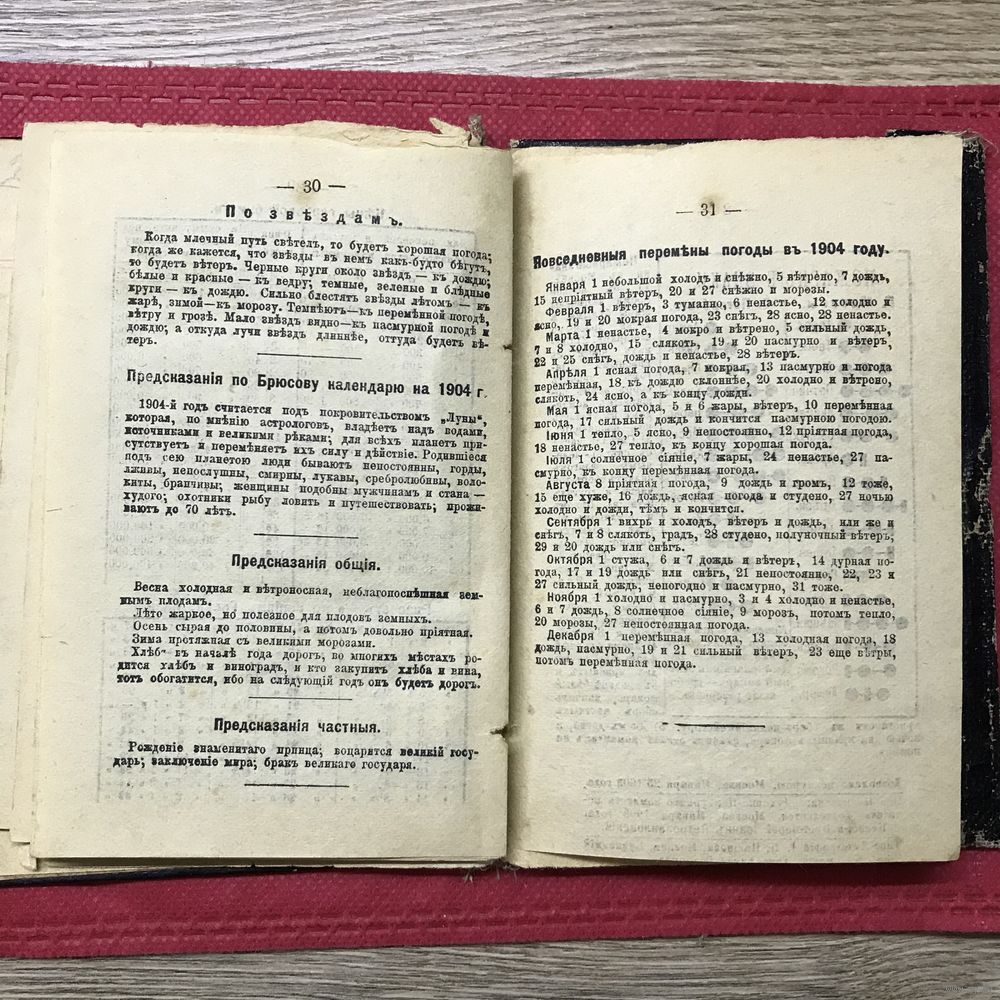 — 30 —
По звѣздамъ.
Когда млечный путь свѣтелъ, то будетъ хорошая погода;
когда же кажется, что звѣзды въ немъ какъ-будто бѣгутъ,
то будетъ вѣтеръ. Черные круги около звѣздъ — къ дождю;
бѣлые и красные — къ ведру; темные, зеленые и блѣдные
круги — къ дождю. Сильно блестятъ звѣзды лѣтомъ — къ
жарѣ, зимой—къ морозу. Темнѣютъ—къ перемѣнной погодѣ,
вѣтру и грозѣ. Мало звѣздъ видно—къ пасмурной погодѣ и
дождю; а откуда лучи звѣздъ длиннѣе, оттуда будетъ вѣ-
теръ.
Предсказанія по Брюсову календарю на 1904 г.
1904-й годъ считается подъ покровительствомъ „Луны“,
которая, по мнѣнію астрологовъ, владѣетъ надъ водами,
источниками и великими рѣками; для всѣхъ планетъ при-
сутствуетъ и перемѣняетъ ихъ силу и дѣйствіе. Родившіеся
подъ сею планетою люди бываютъ непостоянны, горды,
лживы, непослушны, смирны, лукавы, сребролюбивы, воло-
киты, бранчивы; женщины подобны мужчинамъ и стана —
худого; охотники рыбу ловить и путешествовать; прожи-
ваютъ до 70 лѣтъ.
Предсказанія общія.
Весна холодная и вѣтроносная, неблагопоспѣшная зем-
нымъ плодамъ.
Лѣто жаркое, но полезное для плодовъ земныхъ.
Осень сырая до половины, а потомъ довольно пріятная.
Зима протяжная съ великими морозами.
Хлѣбъ въ началѣ года дорогъ, во многихъ мѣстахъ ро-
дится хлѣбъ и виноградъ, и кто закупитъ хлѣба и вина,
тотъ обогатится, ибо на слѣдующій годъ онъ будетъ дорогъ.
Предсказанія частныя.
Рожденіе знаменитаго принца; воцарится великій госу-
дарь; заключеніе мира; бракъ великаго государя.
— 31 —
Повседневныя перемѣны погоды въ 1904 году.
Января 1 небольшой холодъ и снѣжно, 5 вѣтрено, 7 дождь,
15 непріятный вѣтеръ, 20 и 27 снѣжно и морозы.
Февраля 1 вѣтеръ, 3 туманно, 6 ненастье, 12 холодно и
ясно, 19 и 20 мокрая погода, 23 снѣгъ, 28 ясно, 28 ненастье.
Марта 1 ненастье, 4 мокро и вѣтрено, 5 сильный дождь,
7 и 8 холодно, 15 слякоть, 19 и 20 пасмурно и вѣтеръ,
22 и 25 снѣгъ, дождь и ненастье, 28 вѣтеръ.
Апрѣля 1 ясная погода, 7 мокрая, 13 пасмурно и погода
перемѣнная, 18 къ дождю склоннѣе, 20 холодно и вѣтрено,
слякоть, 24 ясно, а къ концу дожди.
Мая 1 ясная погода, 5 и 6 жары, вѣтеръ, 10 перемѣнная
погода, 17 сильный дождь и кончится пасмурною погодою.
Іюня 1 тепло, 5 ясно, 9 непостоянно, 12 пріятная погода,
18 ненастье, 27 тепло, къ концу хорошая погода.
Іюля 1 солнечное сіяніе, 7 жары, 24 ненастье, 27 па-
смурно, къ концу перемѣнная погода.
Августа 8 пріятная погода, 9 дождь и громъ, 12 тоже,
15 еще хуже, 16 дождь, ясная погода и студено, 27 ночью
холодно и дожди, тѣмъ и кончится.
Сентября 1 вихрь и холодъ, вѣтеръ и дождь, или же и
снѣгъ, 7 и 8 слякоть, градъ, 28 студено, полуночный вѣтеръ;
29 и 20 дождь или снѣгъ.
Октября 1 стужа, 6 и 7 дождь и вѣтеръ, 14 дурная по-
года, 17 и 19 дождь или снѣгъ, 21 непостоянно, 22, 23 и
27 сильный дождь, непогодно и пасмурно, 31 тоже.
Ноября 1 холодно и пасмурно, 3 и 4 холодно и ненастье,
6 и 7 дождь, 8 солнечное сіяніе, 9 морозъ, потомъ тепло,
20 морозы, 27 непостоянная погода.
Декабря 1 перемѣнная погода, 13 холодная погода, 18
дождь, пасмурно, 19 и 21 сильный вѣтеръ, 23 еще вѣтры,
потомъ перемѣнная погода.